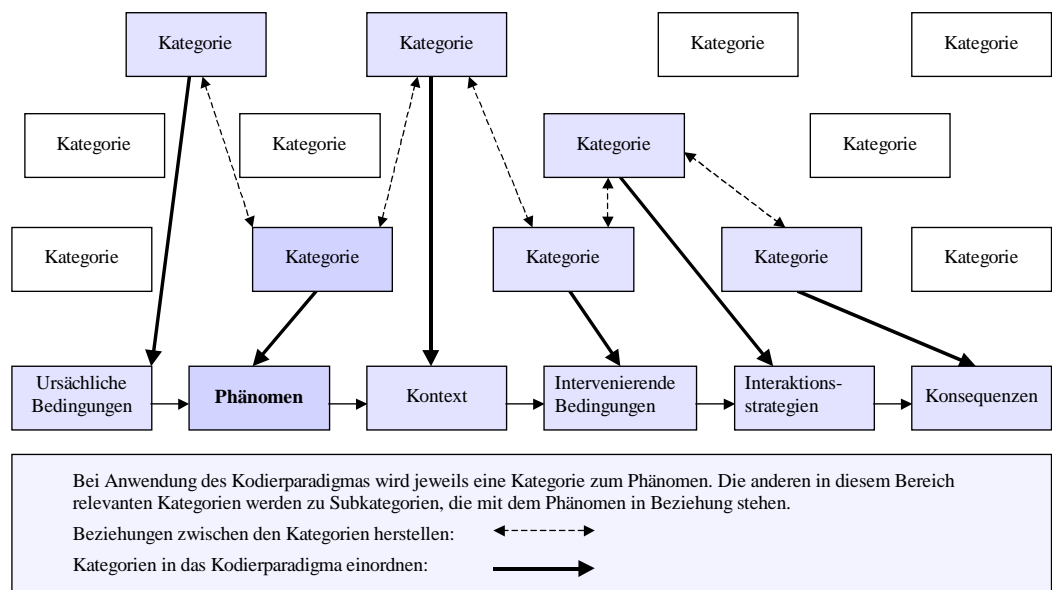 Kategorie
Kategorie
Kategorie
Kategorie
Kategorie
Kategorie
Kategorie
Kategorie
Kategorie
Kategorie
Kategorie
Kategorie
Kategorie
Ursächliche
Bedingungen
Phänomen
Kontext
Intervenierende
Bedingungen
Interaktions-
strategien
Konsequenzen
Bei Anwendung des Kodierparadigmas wird jeweils eine Kategorie zum Phänomen. Die anderen in diesem Bereich
relevanten Kategorien werden zu Subkategorien, die mit dem Phänomen in Beziehung stehen.
Beziehungen zwischen den Kategorien herstellen:
Kategorien in das Kodierparadigma einordnen: